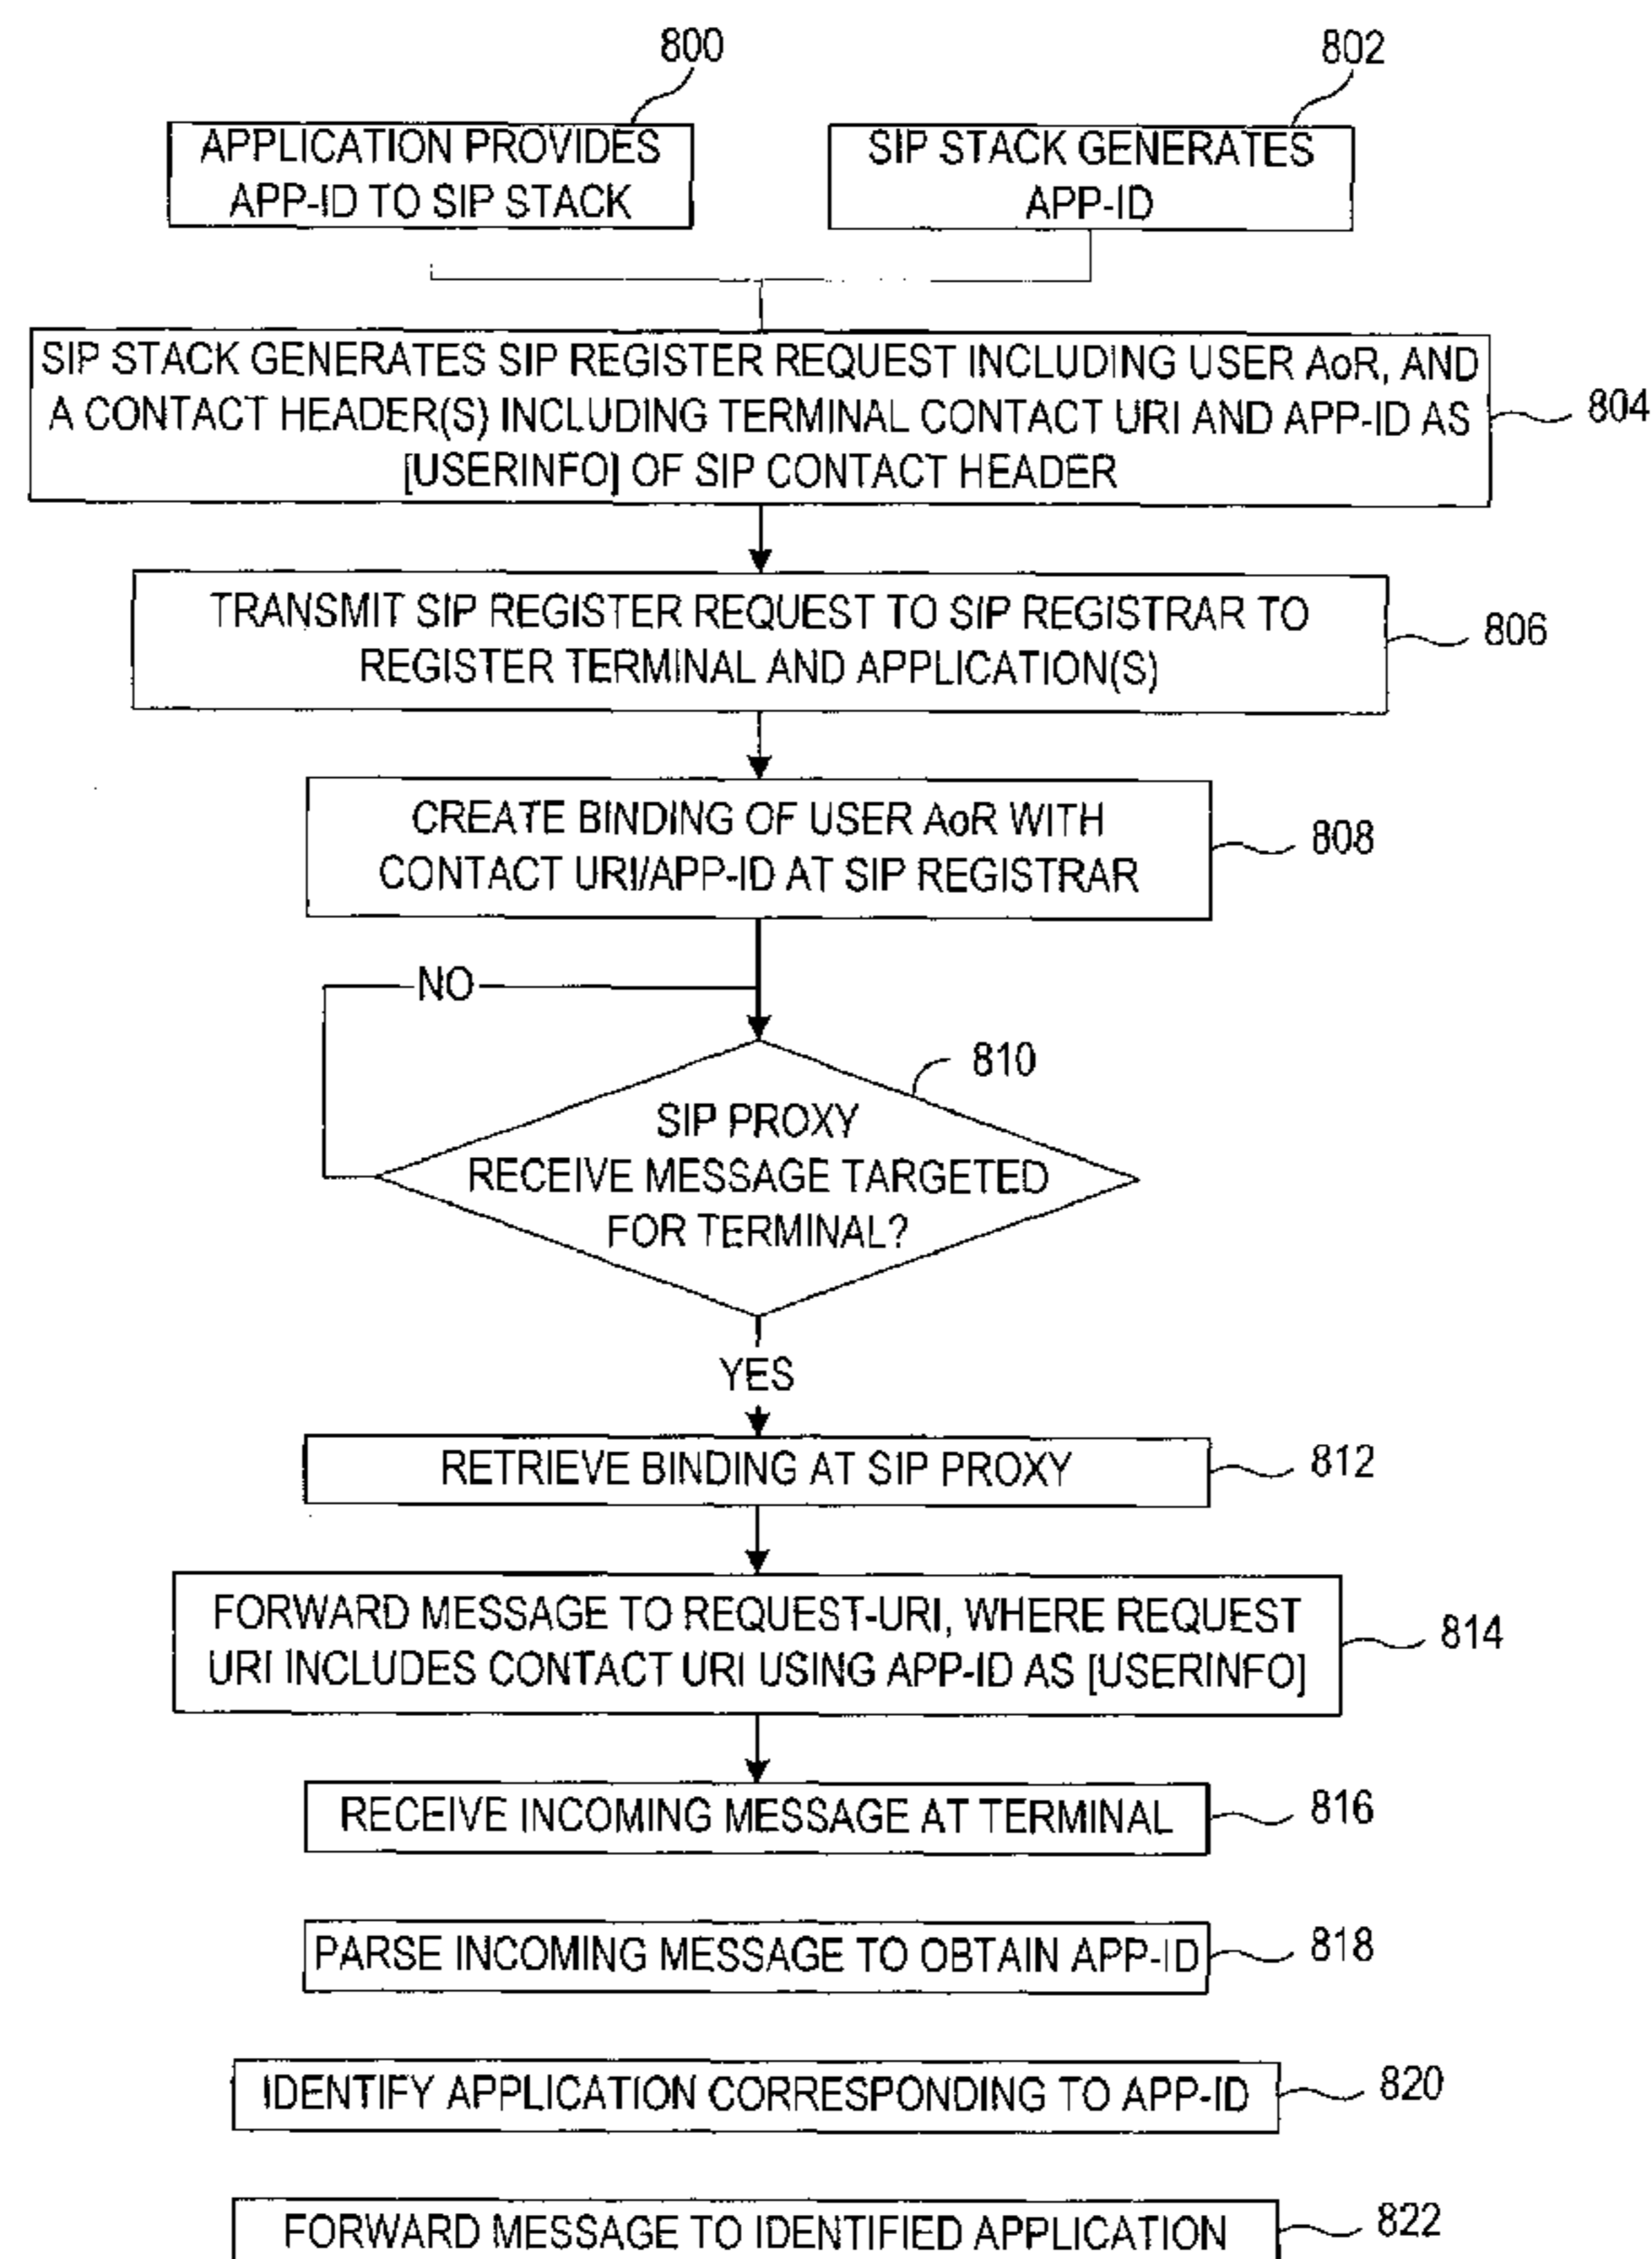 800
802
APPLICATION PROVIDES
APP-ID TO SIP STACK
SIP STACK GENERATES
APP-ID
SIP STACK GENERATES SIP REGISTER REQUEST INCLUDING USER AoR, AND
A CONTACT HEADER(S) INCLUDING TERMINAL CONTACT URI AND APP-ID AS
[USERINFO] OF SIP CONTACT HEADER
804
TRANSMIT SIP REGISTER REQUEST TO SIP REGISTRAR TO
REGISTER TERMINAL AND APPLICATION(S)
806
CREATE BINDING OF USER AoR WITH
CONTACT URI/APP-ID AT SIP REGISTRAR
808
NO
810
SIP PROXY
RECEIVE MESSAGE TARGETED
FOR TERMINAL?
YES
RETRIEVE BINDING AT SIP PROXY
812
FORWARD MESSAGE TO REQUEST-URI, WHERE REQUEST
URI INCLUDES CONTACT URI USING APP-ID AS [USERINFO]
814
RECEIVE INCOMING MESSAGE AT TERMINAL
816
PARSE INCOMING MESSAGE TO OBTAIN APP-ID
818
IDENTIFY APPLICATION CORRESPONDING TO APP-ID
820
FORWARD MESSAGE TO IDENTIFIED APPLICATION
822